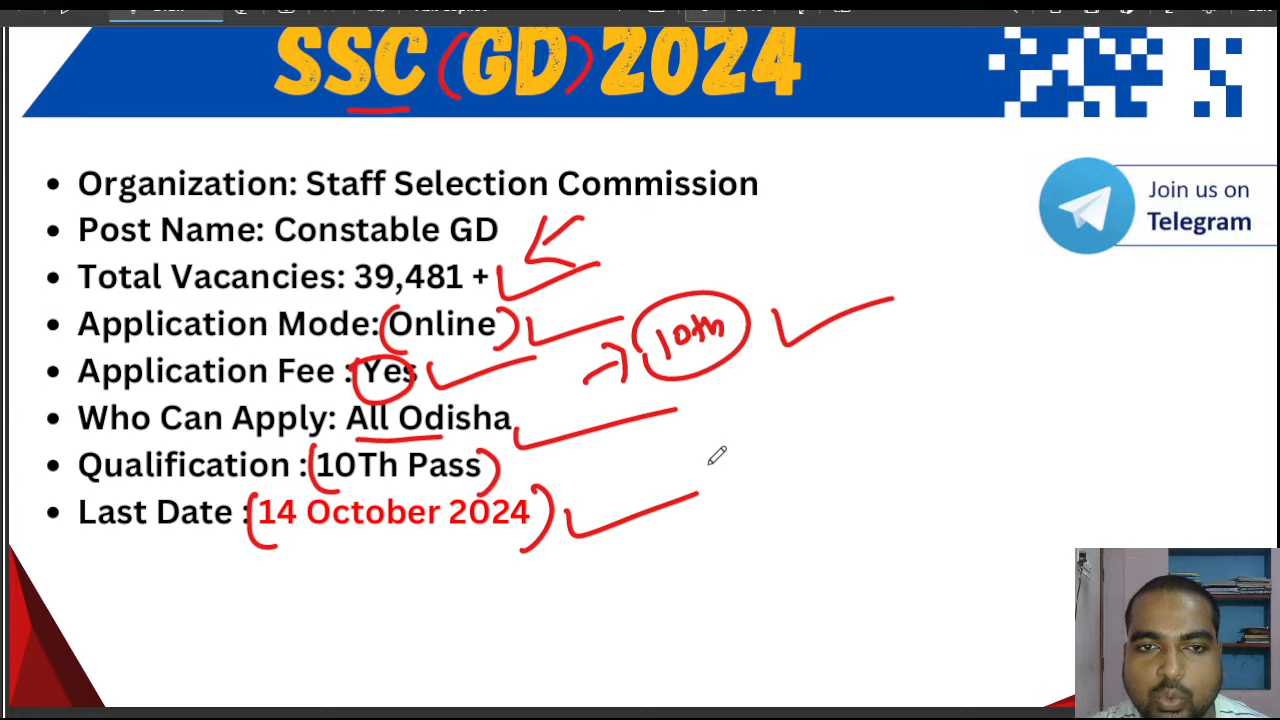 SSC (GD) 2024
Organization: Staff Selection Commission
Post Name: Constable GD
Total Vacancies: 39,481 +
Application Mode: (Online)
10th
Application Fee : Yes
Who Can Apply: All Odisha
Qualification : (10Th Pass)
Last Date : (14 October 2024)
Join us on
Telegram